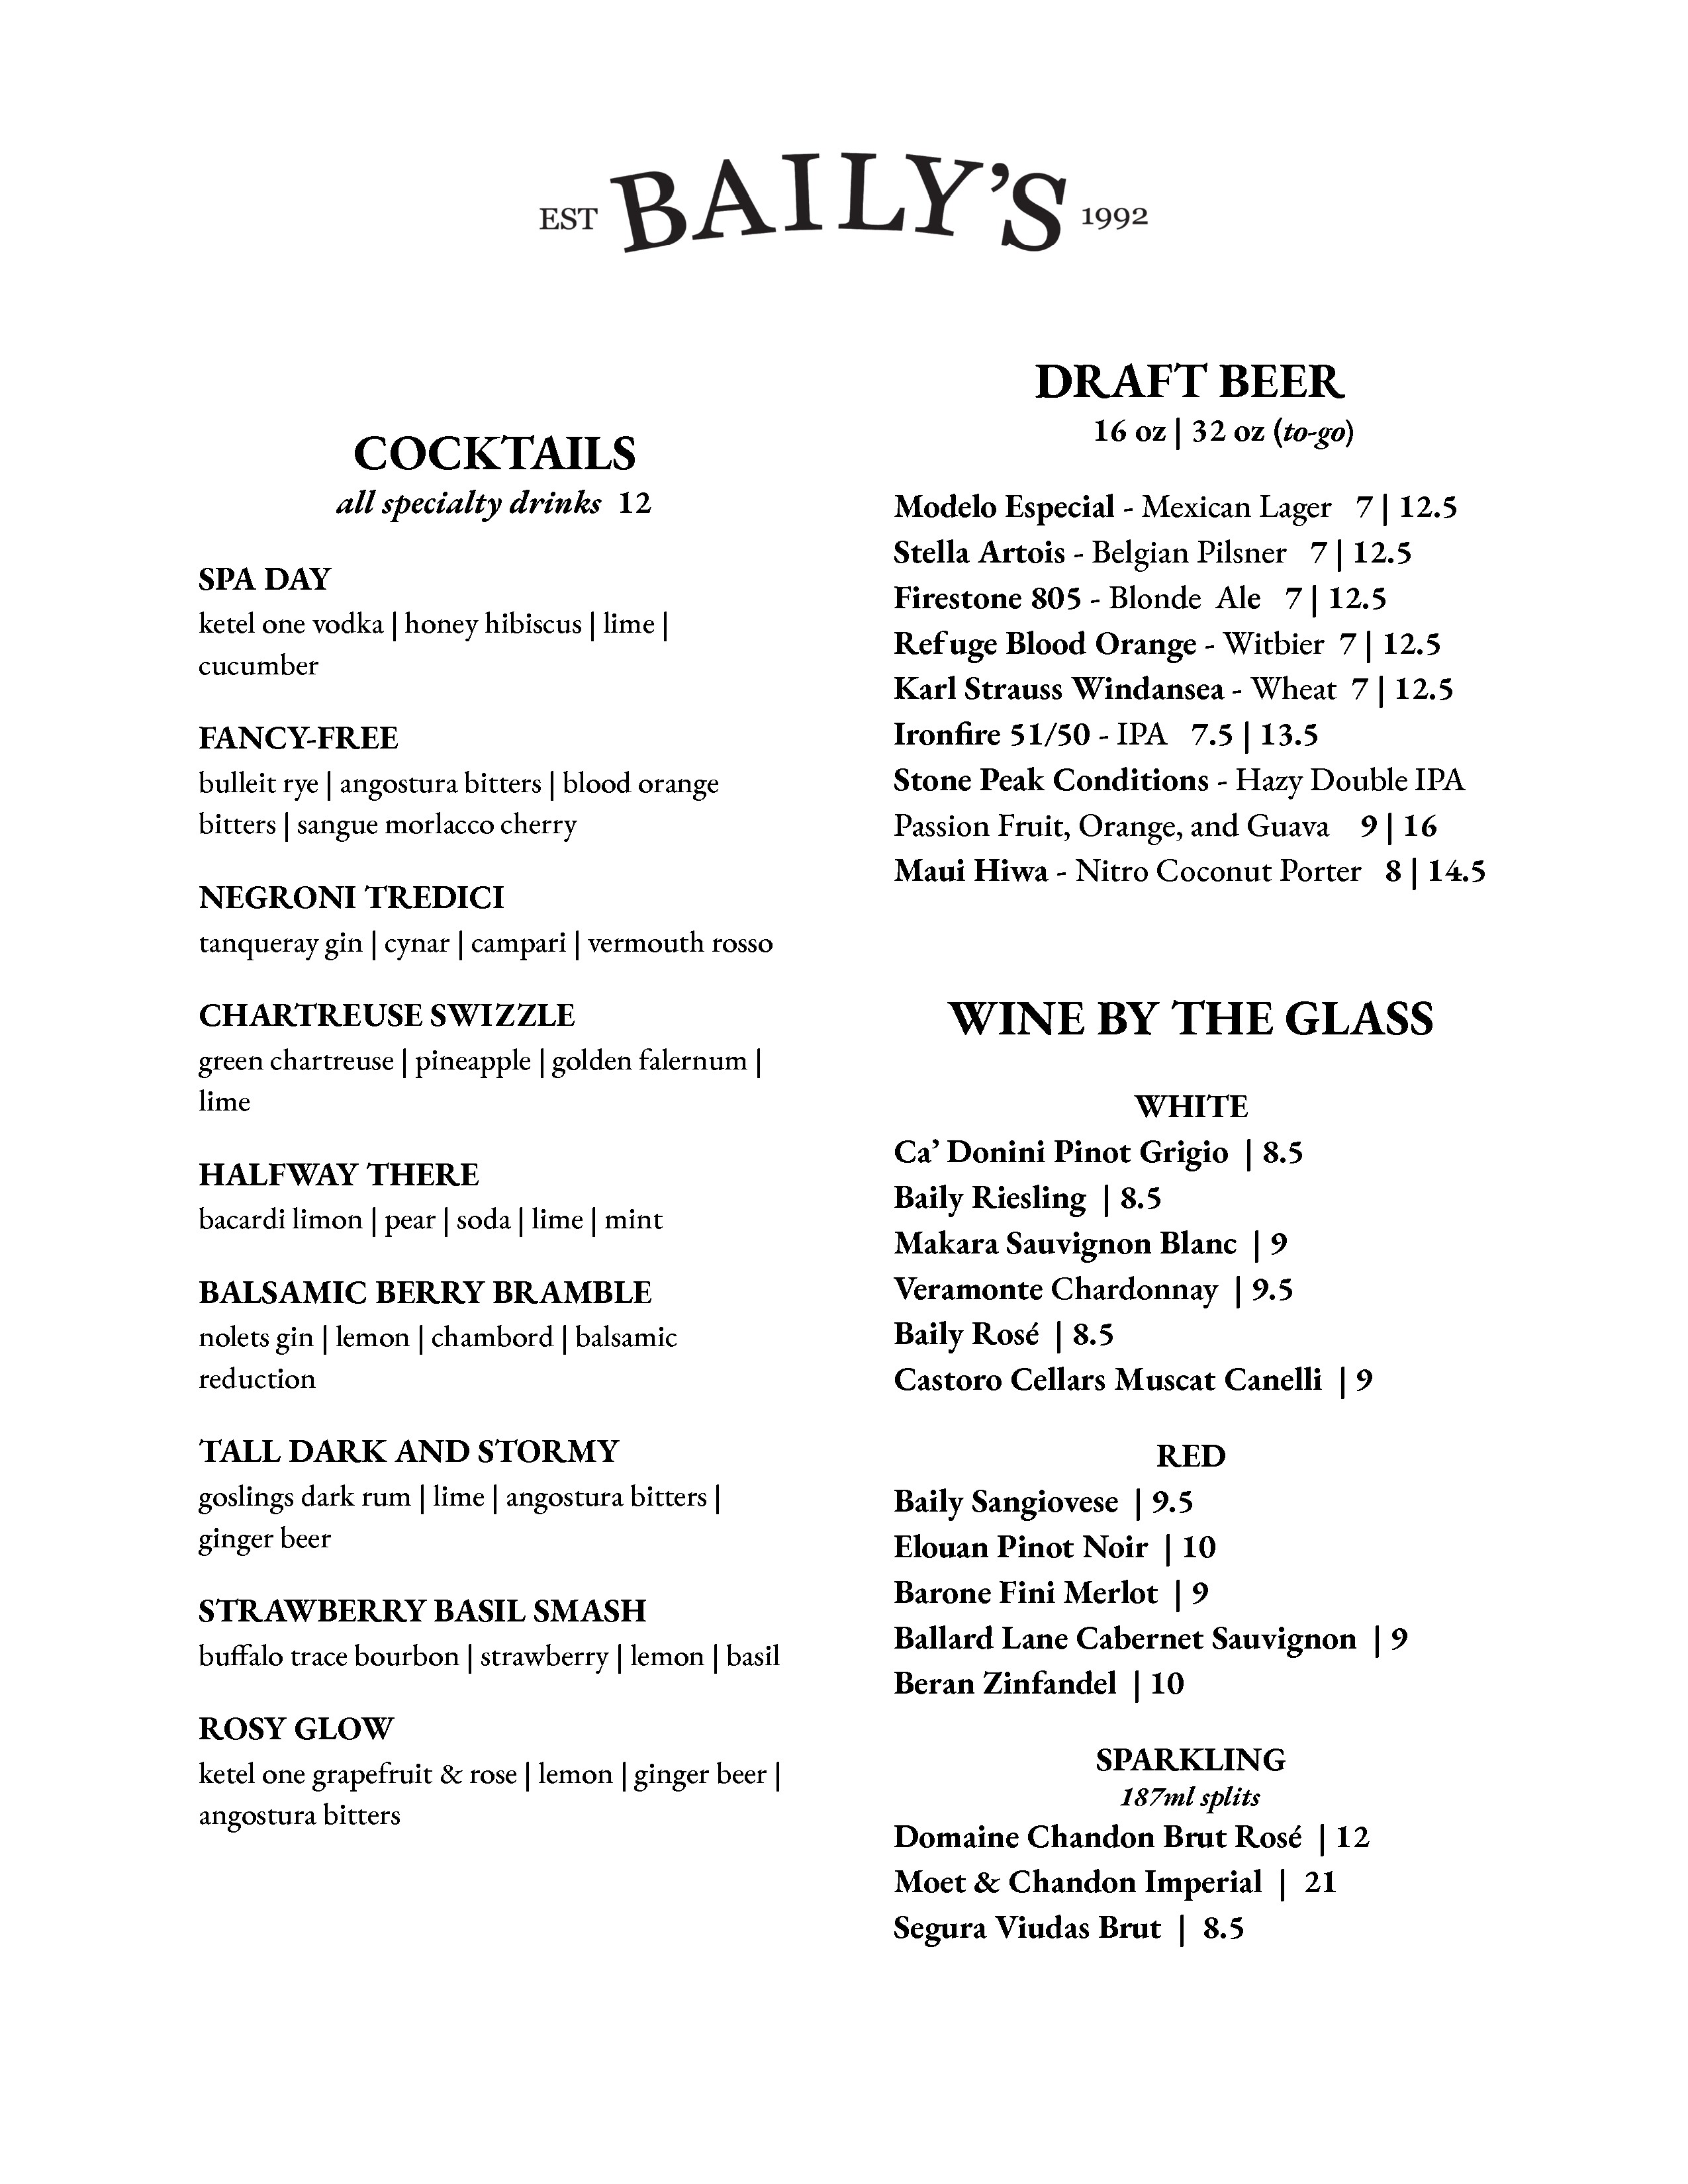 EST BAILY’S 1992
COCKTAILS
all specialty drinks 12
SPA DAY
ketel one vodka | honey hibiscus | lime |
cucumber
FANCY-FREE
bulleit rye | angostura bitters | blood orange
bitters | sangue morlacco cherry
NEGRONI TREDICI
tanqueray gin | cynar | campari | vermouth rosso
CHARTREUSE SWIZZLE
green chartreuse | pineapple | golden falernum |
lime
HALFWAY THERE
bacardi limon | pear | soda | lime | mint
BALSAMIC BERRY BRAMBLE
nolets gin | lemon | chambord | balsamic
reduction
TALL DARK AND STORMY
goslings dark rum | lime | angostura bitters |
ginger beer
STRAWBERRY BASIL SMASH
buffalo trace bourbon | strawberry | lemon | basil
ROSY GLOW
ketel one grapefruit & rose | lemon | ginger beer |
angostura bitters
DRAFT BEER
16 oz | 32 oz (to-go)
Modelo Especial - Mexican Lager 7 | 12.5
Stella Artois - Belgian Pilsner 7 | 12.5
Firestone 805 - Blonde Ale 7 | 12.5
Refuge Blood Orange - Witbier 7 | 12.5
Karl Strauss Windansea - Wheat 7 | 12.5
Ironfire 51/50 - IPA 7.5 | 13.5
Stone Peak Conditions - Hazy Double IPA
Passion Fruit, Orange, and Guava 9 | 16
Maui Hiwa - Nitro Coconut Porter 8 | 14.5
WINE BY THE GLASS
WHITE
Ca’ Donini Pinot Grigio | 8.5
Baily Riesling | 8.5
Makara Sauvignon Blanc | 9
Veramonte Chardonnay | 9.5
Baily Rosé | 8.5
Castoro Cellars Muscat Canelli | 9
RED
Baily Sangiovese | 9.5
Elouan Pinot Noir | 10
Barone Fini Merlot | 9
Ballard Lane Cabernet Sauvignon | 9
Beran Zinfandel | 10
SPARKLING
187ml splits
Domaine Chandon Brut Rosé | 12
Moet & Chandon Imperial | 21
Segura Viudas Brut | 8.5